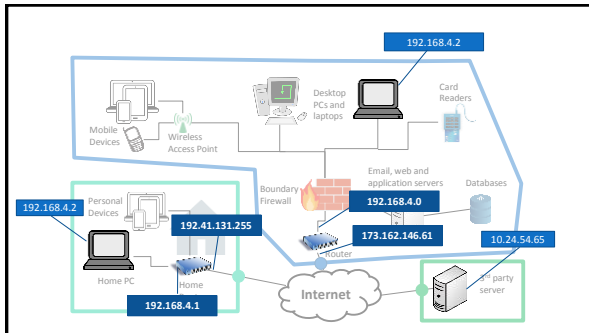 192.168.4.2
Mobile
Devices
Wireless
Access Point
Desktop
PCs and
laptops
Card
Readers
Boundary
Firewall
Email, web and
application servers
Databases
192.168.4.0
173.162.146.61
Router
192.168.4.2
Personal
Devices
192.41.131.255
Home PC
Home
192.168.4.1
Internet
10.24.54.65
3rd party
server